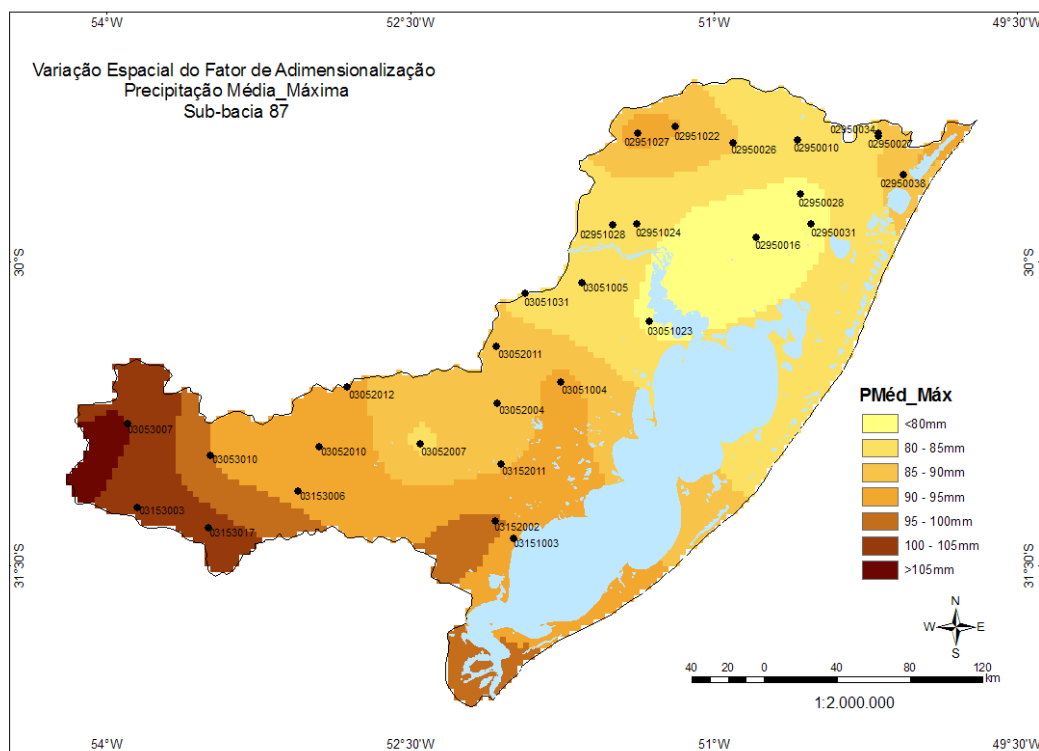 54°W
52°30'W
51°W
49°30'W
Variação Espacial do Fator de Adimensionalização
Precipitação Média_Máxima
Sub-bacia 87
02951027
02951022
02950026
02950010
02950034
02950038
02950028
02951028
02951024
02950016
02950031
30°S
30°S
03051031
03051005
03051023
03052011
03052012
03051004
03052004
03053007
03053010
03052010
03052007
03152011
03153006
03153003
03153017
03152002
03151003
31°30'S
31°30'S
PMéd_Máx
<80mm
80 - 85mm
85 - 90mm
90 - 95mm
95 - 100mm
100 - 105mm
>105mm
N
W E
S
40 20 0 40 80 120
km
1:2.000.000
54°W
52°30'W
51°W
49°30'W